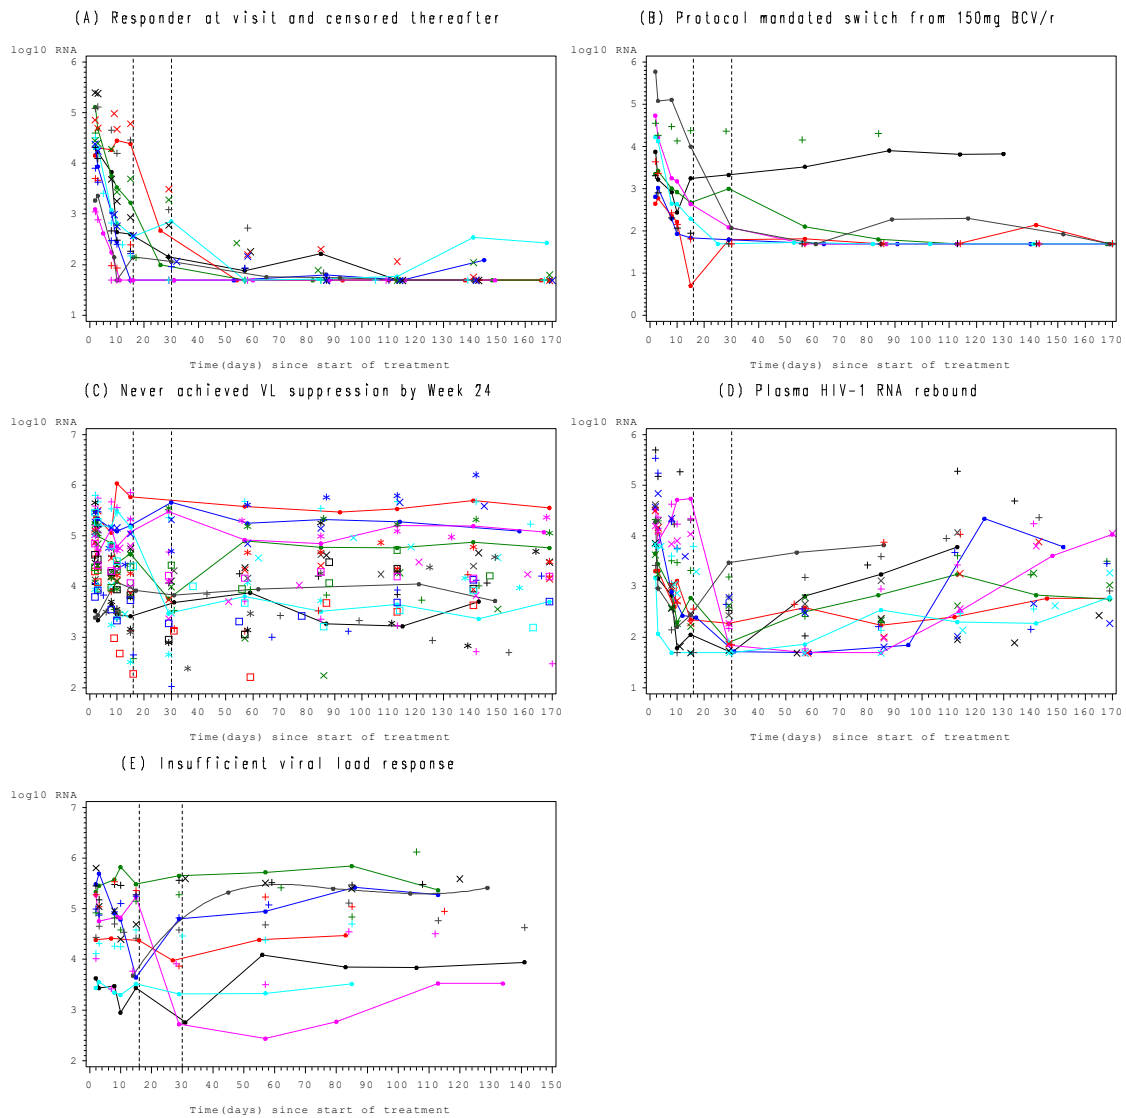 (A) Responder at visit and censored thereafter
log10 RNA
6
5
4
3
2
1
0 10 20 30 40 50 60 70 80 90 100 110 120 130 140 150 160 170
Time(days) since start of treatment
(B) Protocol mandated switch from 150mg BCV/r
log10 RNA
6
5
4
3
2
1
0
0 10 20 30 40 50 60 70 80 90 100 110 120 130 140 150 160 170
Time(days) since start of treatment
(C) Never achieved VL suppression by Week 24
log10 RNA
7
6
5
4
3
2
0 10 20 30 40 50 60 70 80 90 100 110 120 130 140 150 160 170
Time(days) since start of treatment
(D) Plasma HIV-1 RNA rebound
log10 RNA
6
5
4
3
2
1
0 10 20 30 40 50 60 70 80 90 100 110 120 130 140 150 160 170
Time(days) since start of treatment
(E) Insufficient viral load response
log10 RNA
7
6
5
4
3
2
0 10 20 30 40 50 60 70 80 90 100 110 120 130 140 150
Time(days) since start of treatment